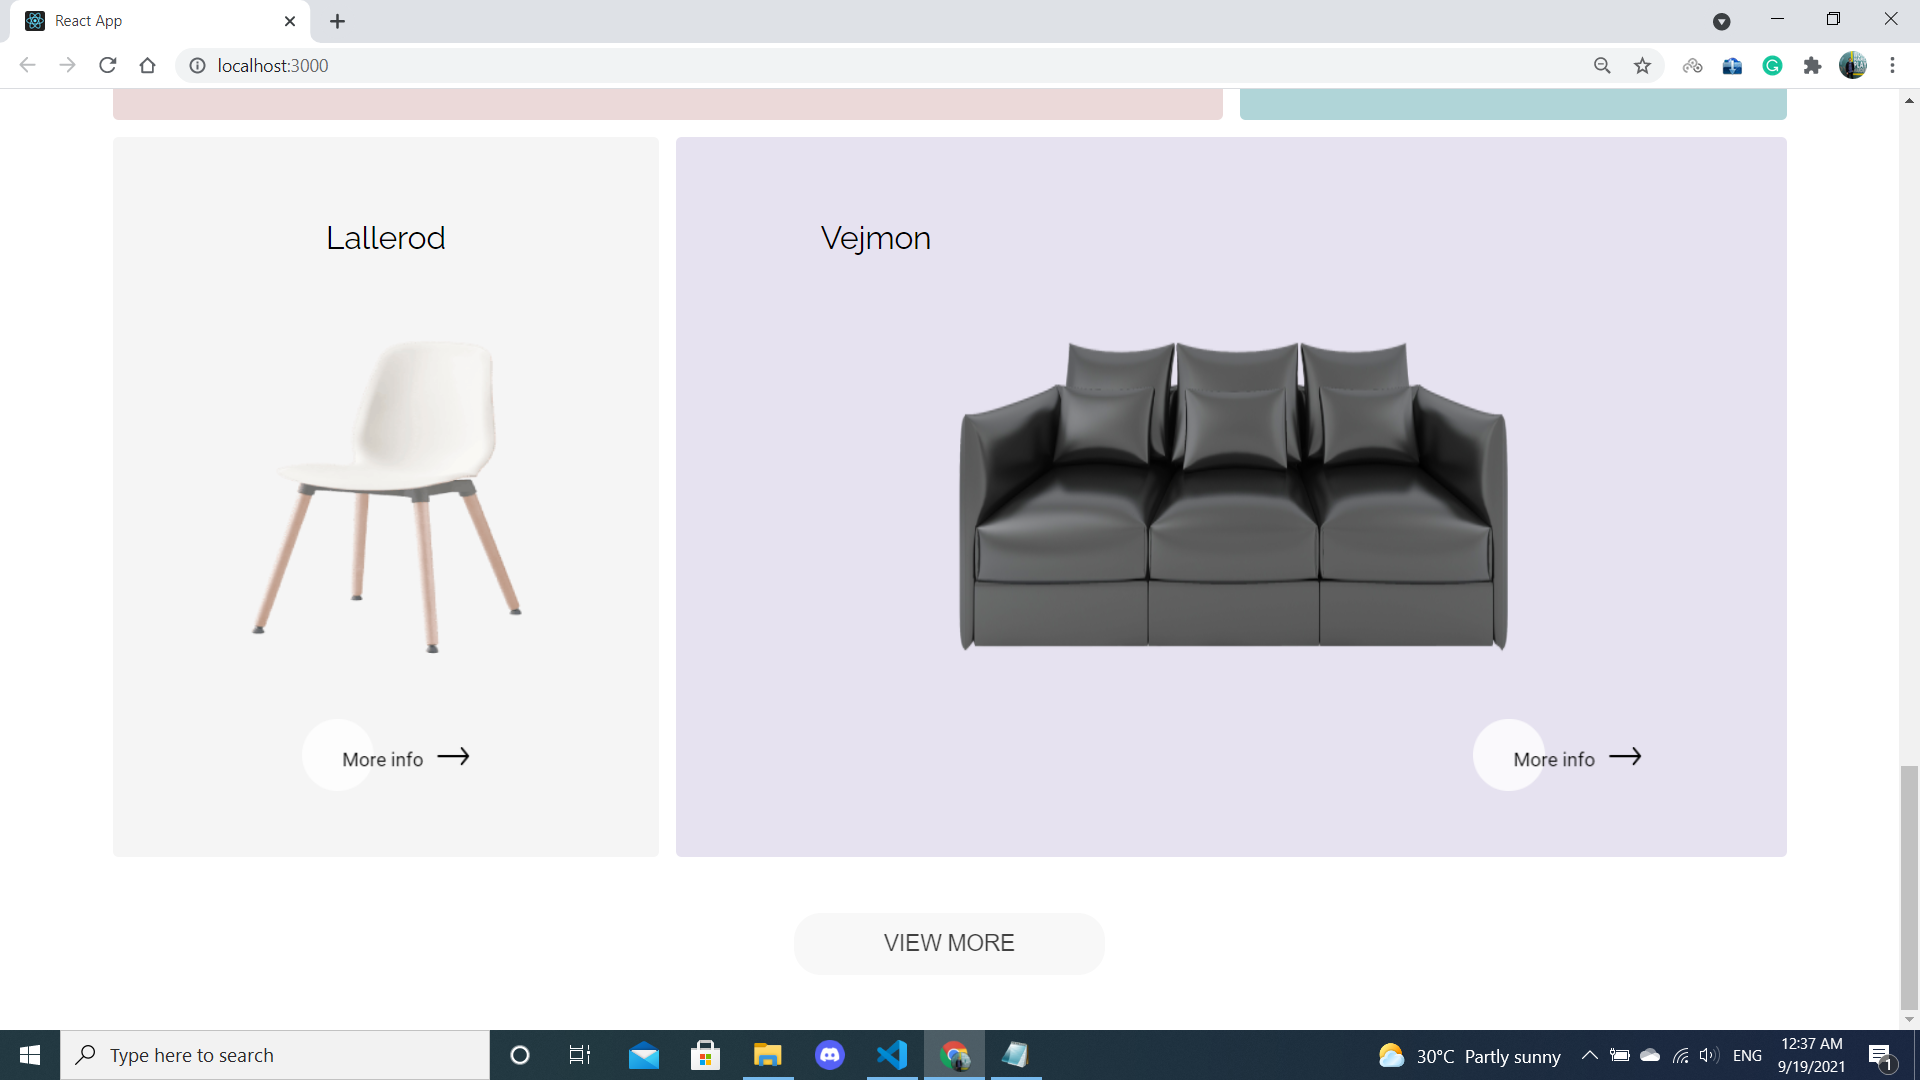 React App
localhost:3000
Lallerod
Vejmon
More info
More info
VIEW MORE
Type here to search
30°C Partly sunny
ENG
12:37 AM
9/19/2021
1